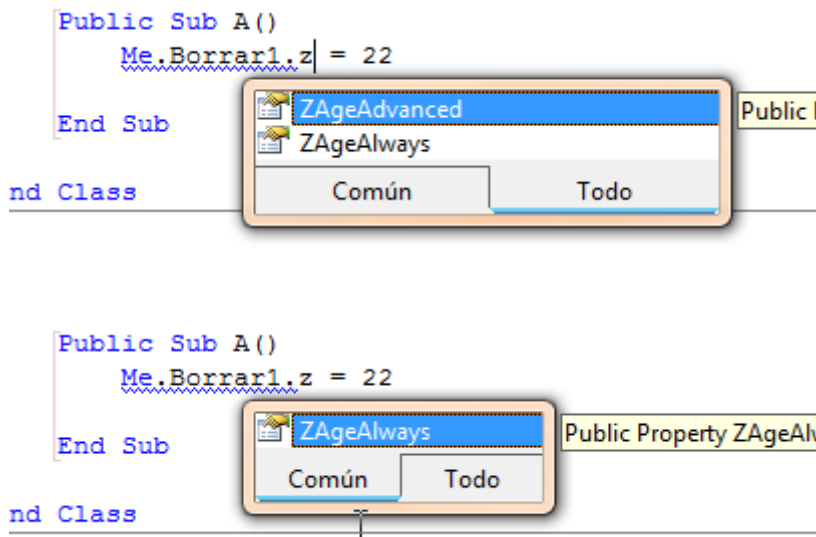 Public Sub A()
Me.Borrar1.z = 22
ZAgeAdvanced
Public
End Sub
ZAgeAlways
nd Class
Común Todo
Public Sub A()
Me.Borrar1.z = 22
ZAgeAlways
Public Property ZAgeAlw
End Sub
Común Todo
nd Class